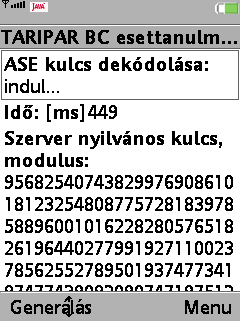 JAVA
TARIPAR BC esettanulm...
ASE kulcs dekódolása:
indul...
Idő: [ms]449
Szerver nyilvános kulcs,
modulus:
95682540743829976908610
18123254808775728183978
58896001016228280576518
26196440277991927110023
78562552789501937477341
Generálás Menu